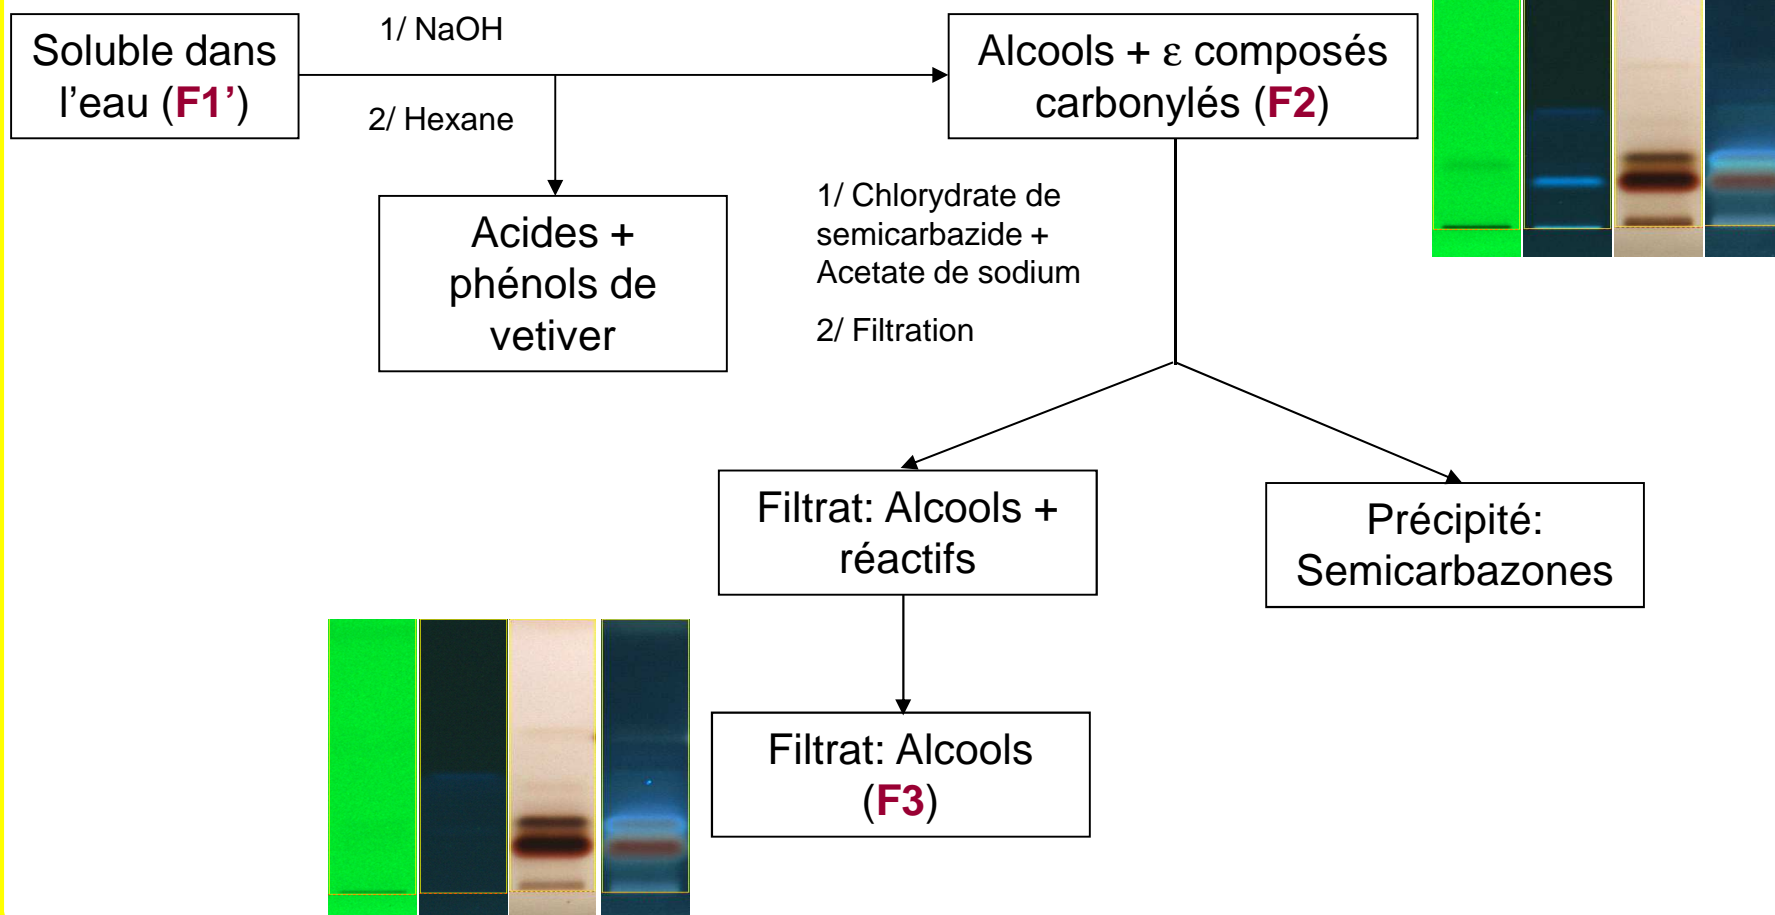 Soluble dans
l'eau (F1’)
1/ NaOH
2/ Hexane
Alcools + ε composés
carbonylés (F2)
Acides +
phénols de
vetiver
1/ Chlorydrate de
semicarbazide +
Acetate de sodium
2/ Filtration
Filtrat: Alcools +
réactifs
Précipité:
Semicarbazones
Filtrat: Alcools
(F3)